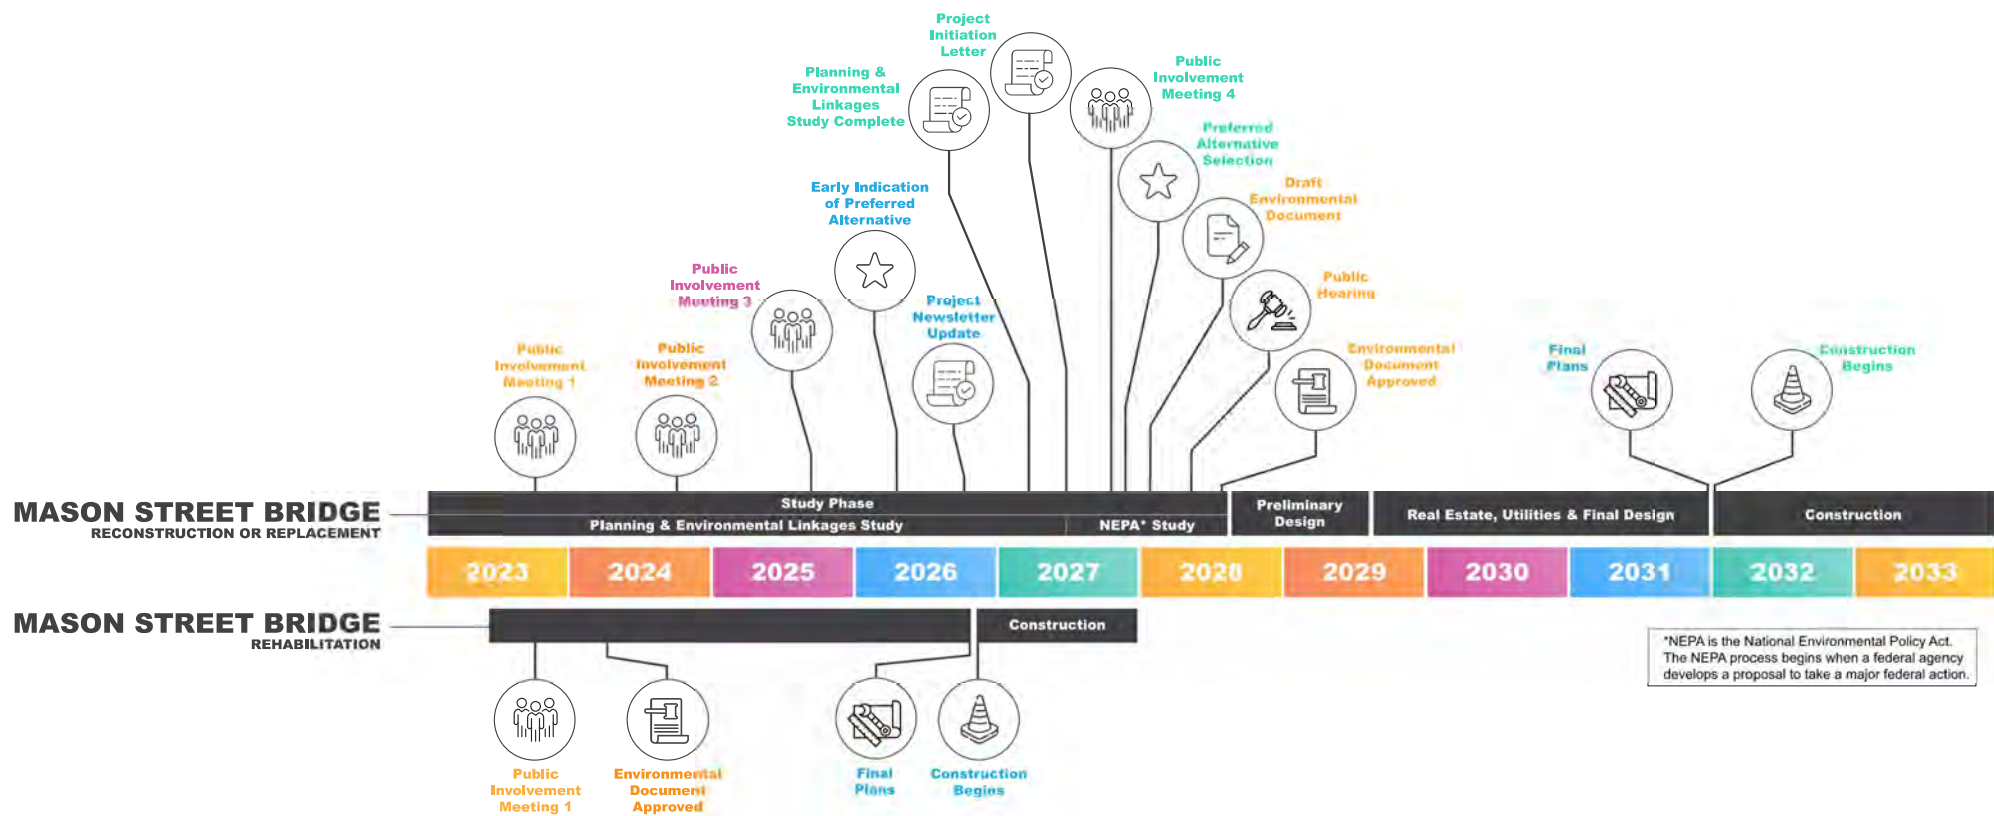 Project
Initiation
Letter
Planning &
Environmental
Linkages
Study Complete
Public
Involvement
Meeting 4
Preferred
Alternative
Selection
Early Indication
of Preferred
Alternative
Draft
Environmental
Document
Public
Involvement
Meeting 3
Project
Newsletter
Update
Public
Hearing
Public
Involvement
Meeting 1
Public
Involvement
Meeting 2
Environmental
Document
Approved
Final
Plans
Construction
Begins
MASON STREET BRIDGE
RECONSTRUCTION OR REPLACEMENT
Study Phase
Planning & Environmental Linkages Study
NEPA* Study
Preliminary
Design
Real Estate, Utilities & Final Design
Construction
2023
2024
2025
2026
2027
2028
2029
2030
2031
2032
2033
MASON STREET BRIDGE
REHABILITATION
Construction
*NEPA is the National Environmental Policy Act.
The NEPA process begins when a federal agency
develops a proposal to take a major federal action.
Public
Involvement
Meeting 1
Environmental
Document
Approved
Final
Plans
Construction
Begins